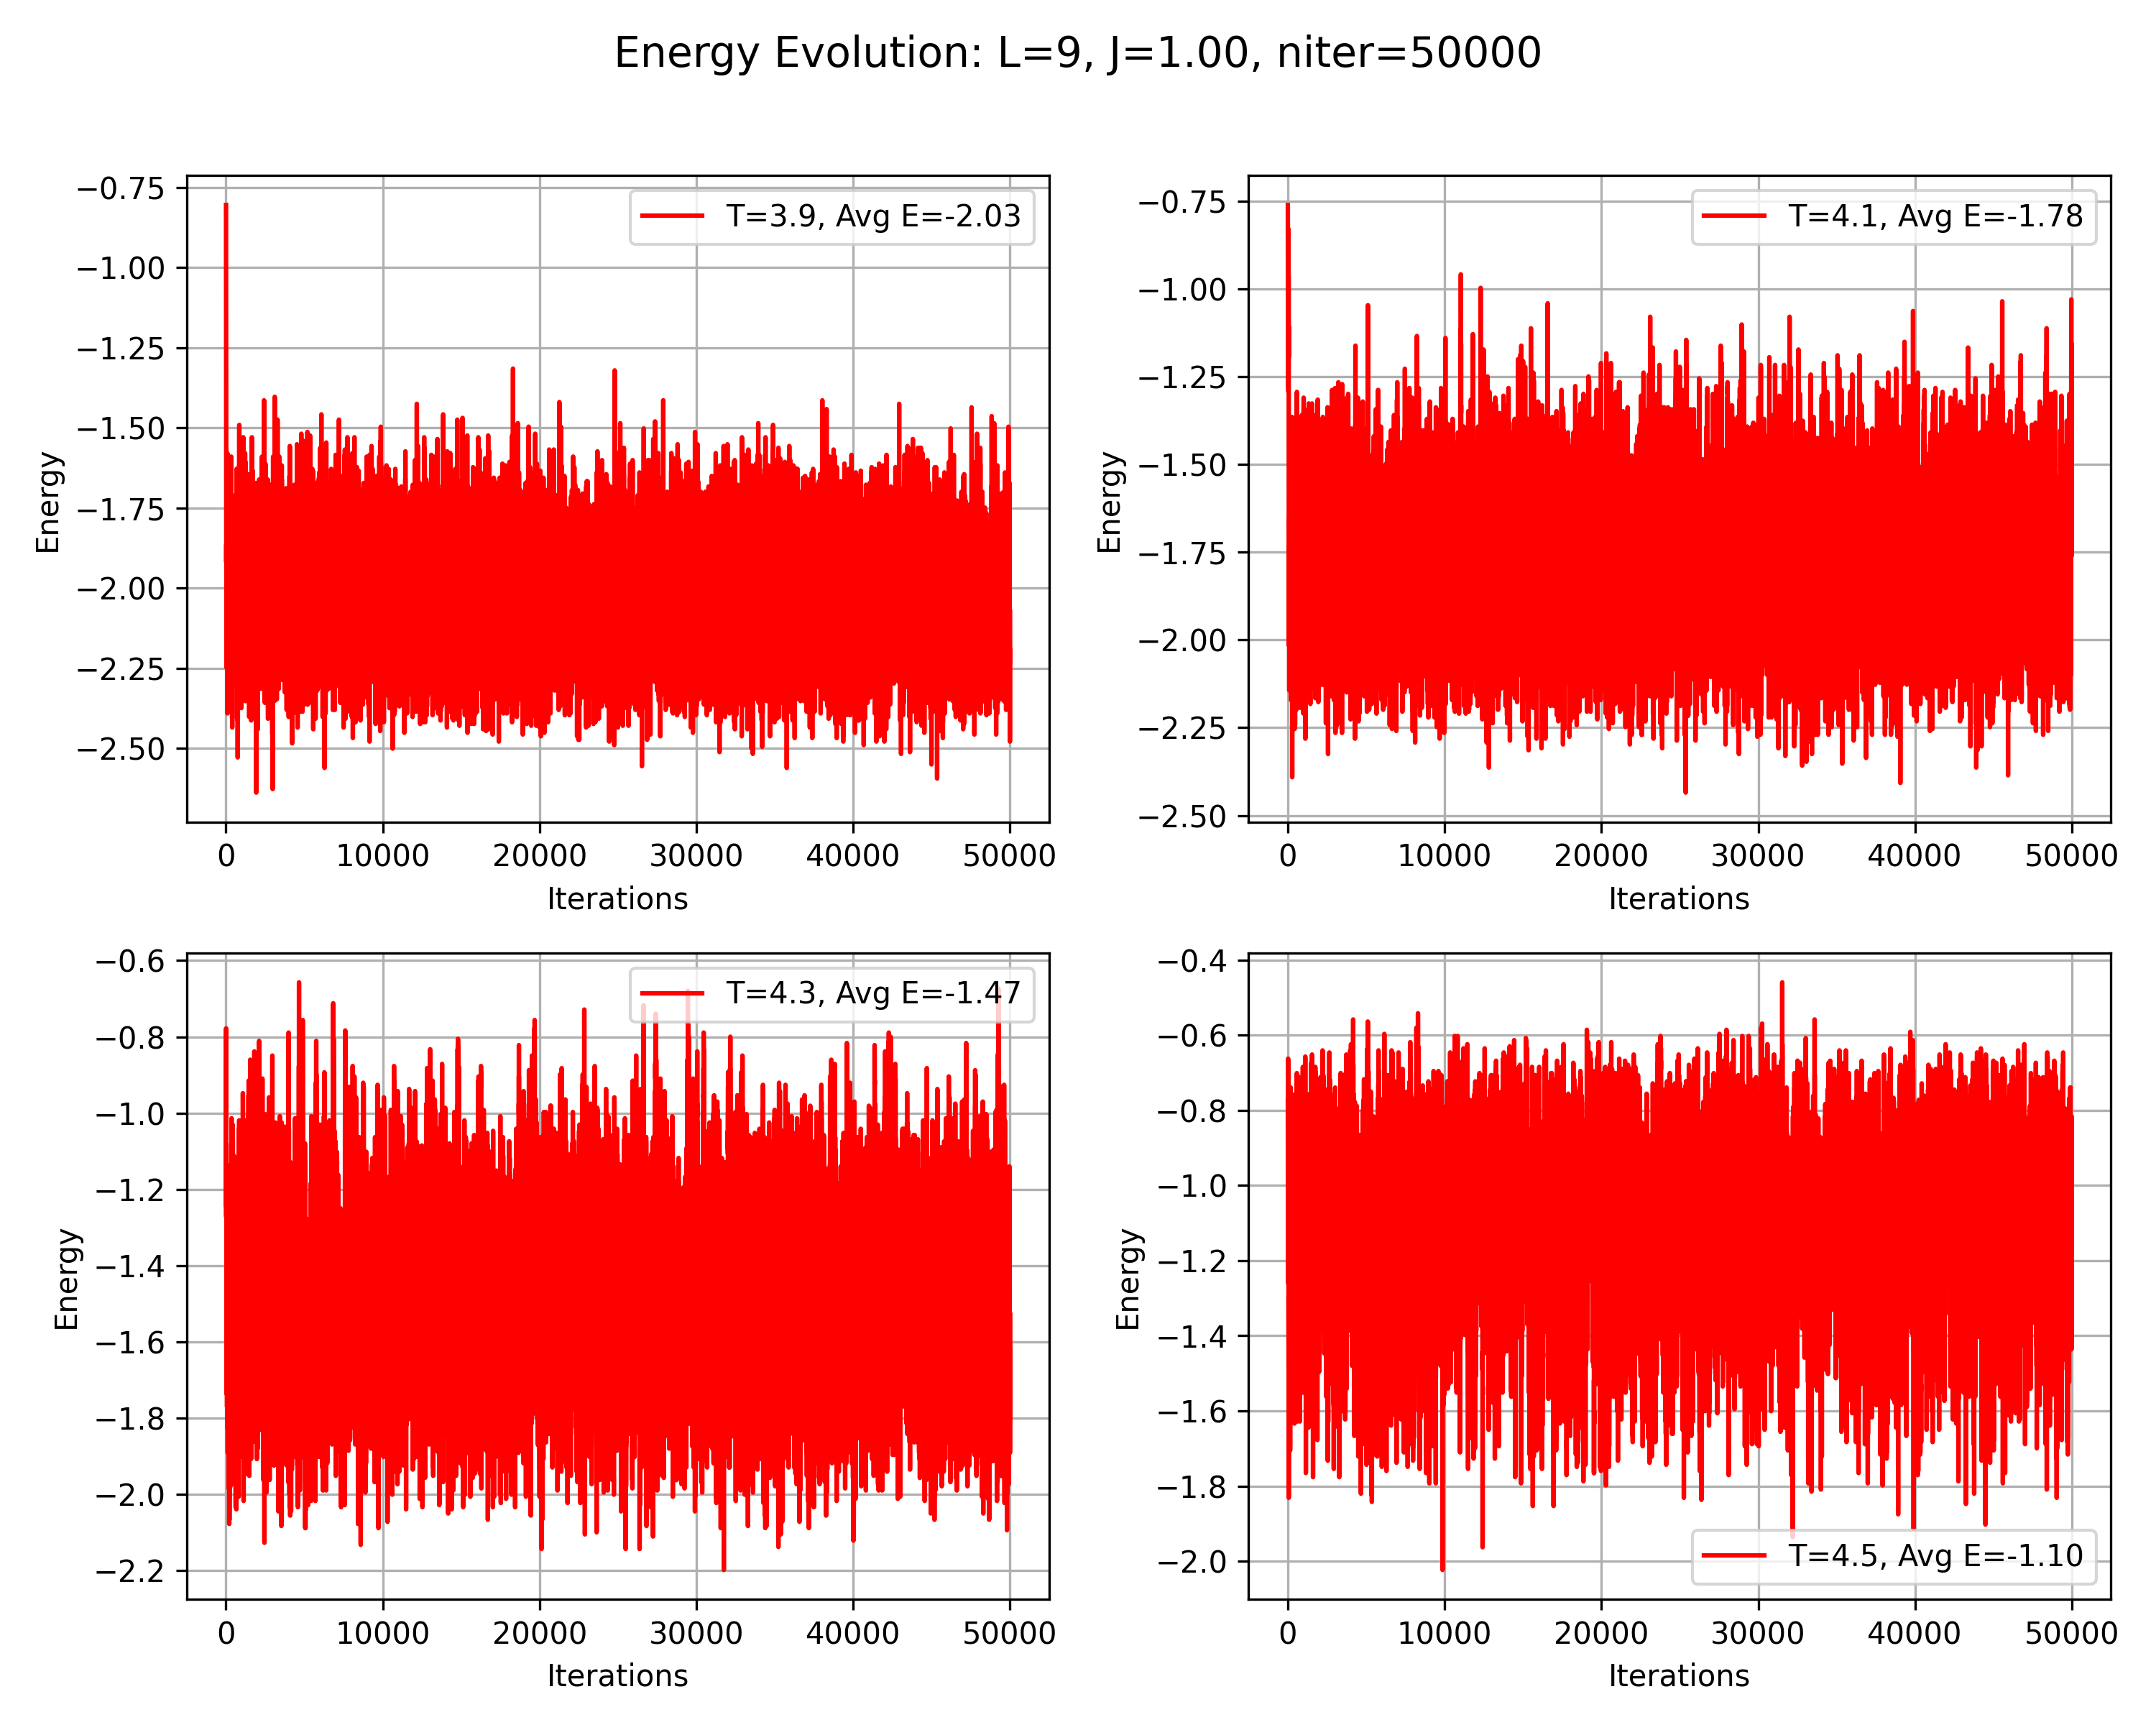 Energy Evolution: L=9, J=1.00, niter=50000
T=3.9, Avg E=-2.03
−0.75
−1.00
−1.25
−1.50
−1.75
−2.00
−2.25
−2.50
Energy
0 10000 20000 30000 40000 50000
Iterations
T=4.1, Avg E=-1.78
−0.75
−1.00
−1.25
−1.50
−1.75
−2.00
−2.25
−2.50
Energy
0 10000 20000 30000 40000 50000
Iterations
T=4.3, Avg E=-1.47
−0.6
−0.8
−1.0
−1.2
−1.4
−1.6
−1.8
−2.0
−2.2
Energy
0 10000 20000 30000 40000 50000
Iterations
−0.4
−0.6
−0.8
−1.0
−1.2
−1.4
−1.6
−1.8
−2.0
Energy
T=4.5, Avg E=-1.10
0 10000 20000 30000 40000 50000
Iterations